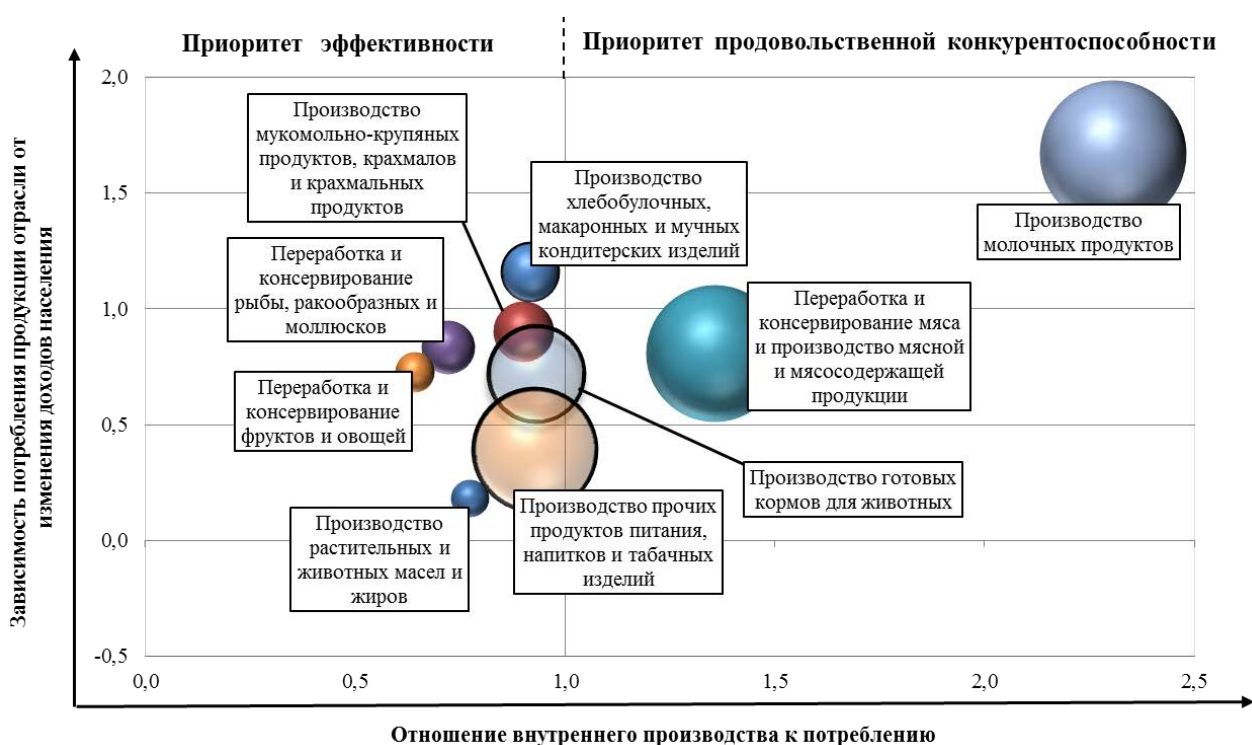 Приоритет эффективности
Приоритет продовольственной конкурентоспособности
Зависимость потребления продукции отрасли от
изменения доходов населения
2,0
1,5
1,0
0,5
0,0
-0,5
Производство
мукомольно-крупяных
продуктов, крахмалов
и крахмальных
продуктов
Производство
хлебобулочных,
макаронных и мучных
кондитерских изделий
Производство
молочных продуктов
Переработка и
консервирование
рыбы, ракообразных и
моллюсков
Переработка и
консервирование мяса
и производство мясной
и мясосодержащей
продукции
Переработка и
консервирование
фруктов и овощей
Производство готовых
кормов для животных
Производство прочих
продуктов питания,
напитков и табачных
изделий
Производство
растительных и
животных масел и
жиров
0,0
0,5
1,0
1,5
2,0
2,5
Отношение внутреннего производства к потреблению